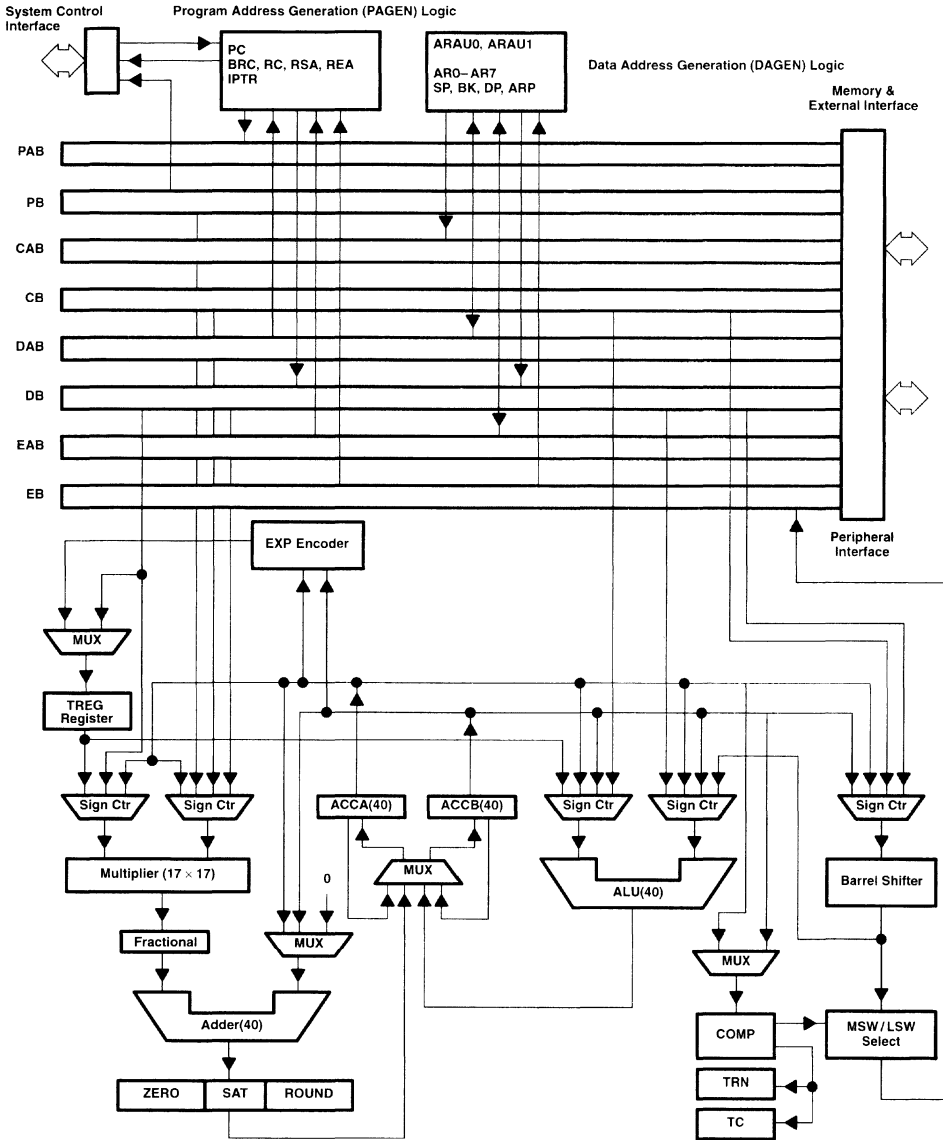 System Control
Interface
Program Address Generation (PAGEN) Logic
PC
BRC, RC, RSA, REA
IPTR
ARAU0, ARAU1
AR0–AR7
SP, BK, DP, ARP
Data Address Generation (DAGEN) Logic
Memory &
External Interface
PAB
PB
CAB
CB
DAB
DB
EAB
EB
Peripheral
Interface
EXP Encoder
MUX
TREG
Register
Sign Ctr
Sign Ctr
ACCA(40)
ACCB(40)
Sign Ctr
Sign Ctr
Sign Ctr
Multiplier (17 × 17)
0
MUX
ALU(40)
Barrel Shifter
Fractional
MUX
MUX
Adder(40)
COMP
MSW/LSW
Select
ZERO
SAT
ROUND
TRN
TC